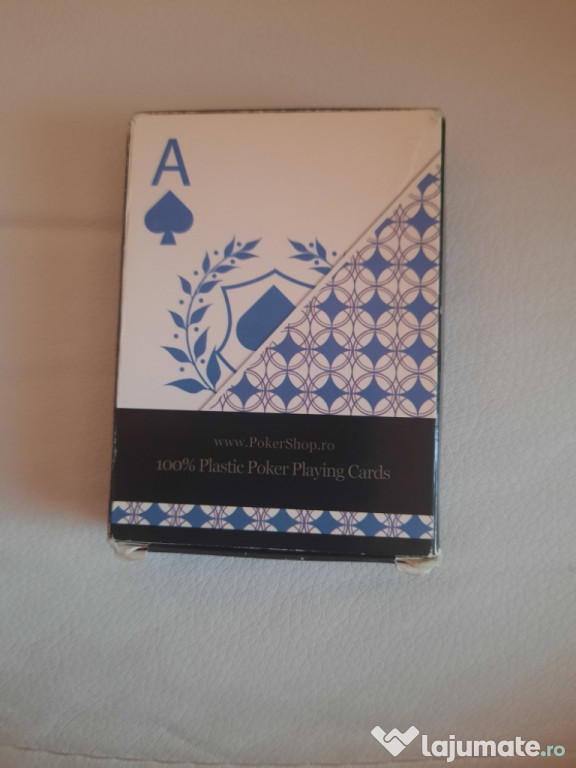 A
www.PokerShop.ro
100% Plastic Poker Playing Cards
lajumate.ro